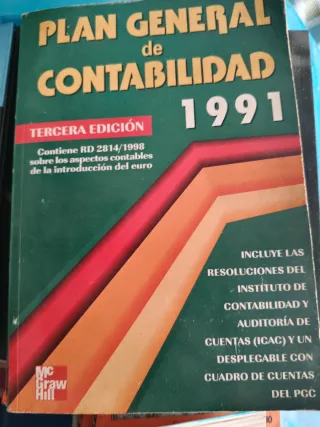 PLAN GENERAL
de
CONTABILIDAD
1991
TERCERA EDICIÓN
Contiene RD 2814/1998
sobre los aspectos contables
de la introducción del euro
INCLUYE LAS
RESOLUCIONES DEL
INSTITUTO DE
CONTABILIDAD Y
AUDITORÍA DE
CUENTAS (ICAC) Y UN
DESPLEGABLE CON
CUADRO DE CUENTAS
DEL PGC
Mc
Graw
Hill